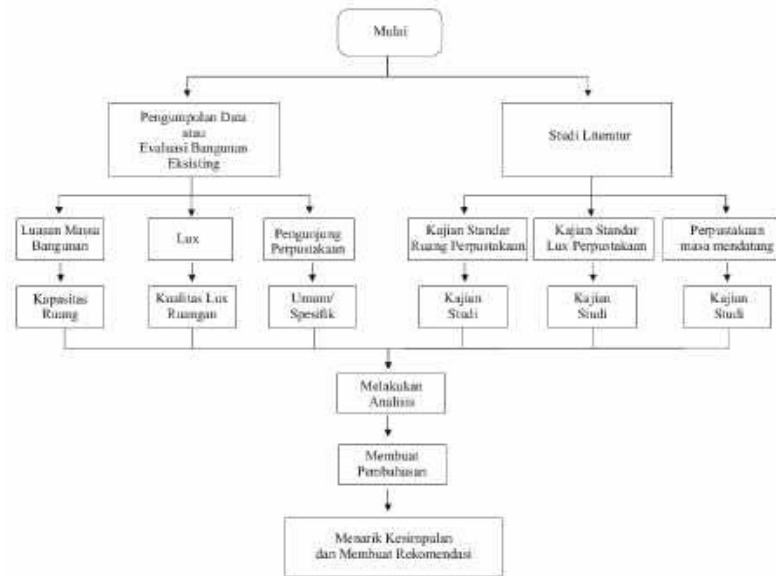 Mulai
Pengumpulan Data
atau
Evaluasi Bangunan
Eksisting
Studi Literatur
Luasan Massa
Bangunan
Lux
Pengunjung
Perpustakaan
Kajian Standar
Ruang Perpustakaan
Kajian Standar
Lux Perpustakaan
Perpustakaan
masa mendatang
Kapasitas
Ruang
Kualitas Lux
Ruangan
Umum/
Spesifik
Kajian
Studi
Kajian
Studi
Kajian
Studi
Melakukan
Analisis
Membuat
Pembahasan
Menarik Kesimpulan
dan Membuat Rekomendasi